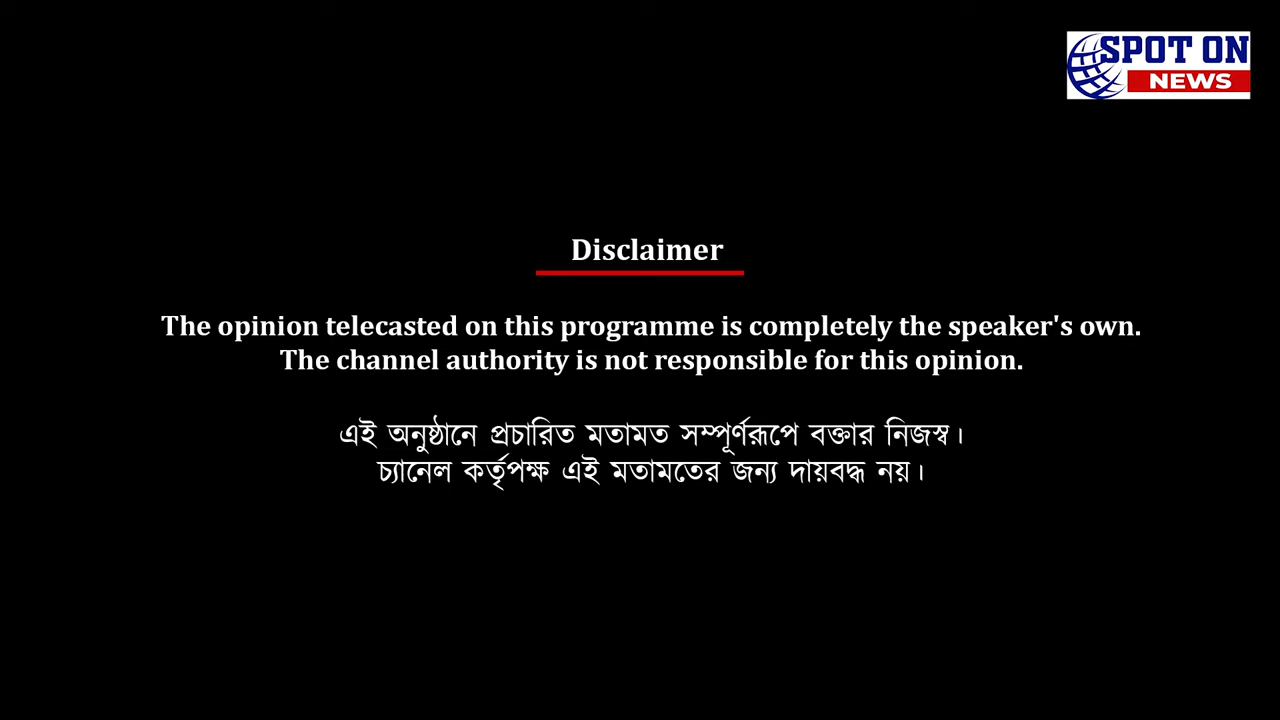 SPOT ON
NEWS
Disclaimer
The opinion telecasted on this programme is completely the speaker's own.
The channel authority is not responsible for this opinion.
এই অনুষ্ঠানে প্রচারিত মতামত সম্পূর্ণরূপে বক্তার নিজস্ব।
চ্যানেল কর্তৃপক্ষ এই মতামতের জন্য দায়বদ্ধ নয়।